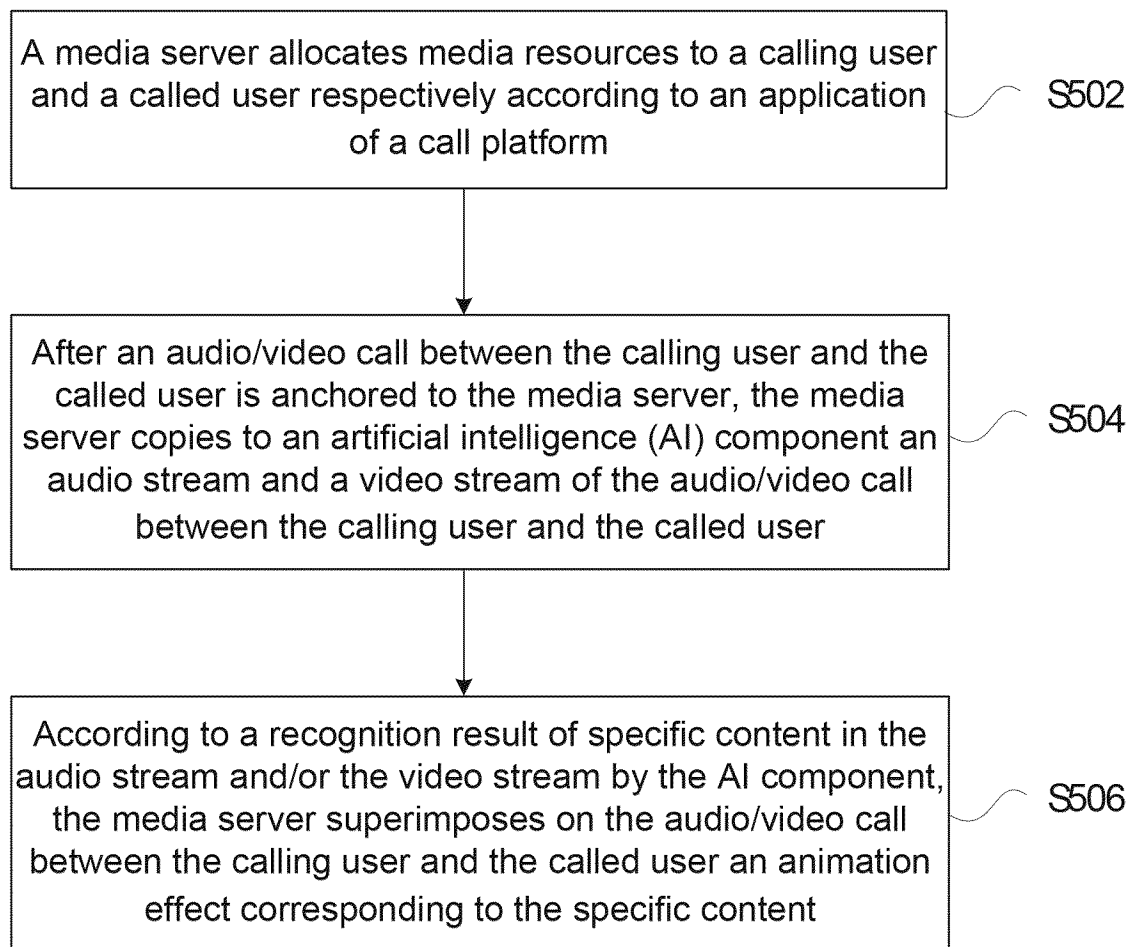 A media server allocates media resources to a calling user
and a called user respectively according to an application
of a call platform
S502
After an audio/video call between the calling user and the
called user is anchored to the media server, the media
server copies to an artificial intelligence (AI) component an
audio stream and a video stream of the audio/video call
between the calling user and the called user
S504
According to a recognition result of specific content in the
audio stream and/or the video stream by the AI component,
the media server superimposes on the audio/video call
between the calling user and the called user an animation
effect corresponding to the specific content
S506